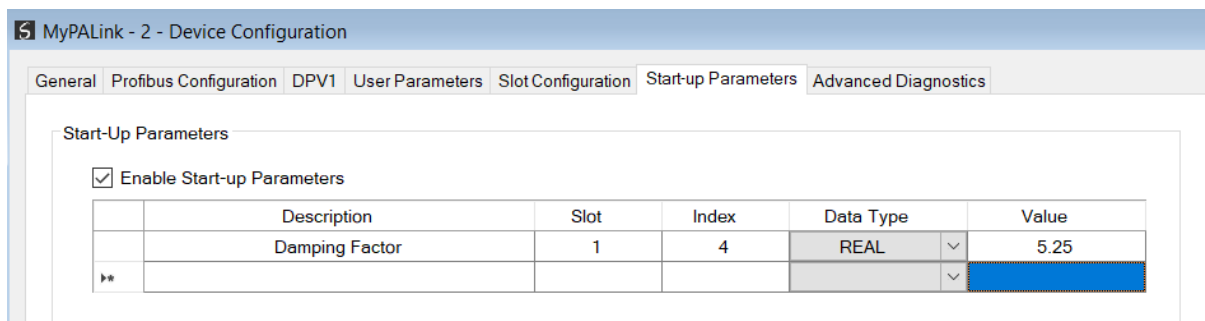 MyPALink - 2 - Device Configuration
General Profibus Configuration DPV1 User Parameters Slot Configuration Start-up Parameters Advanced Diagnostics
Start-Up Parameters
Enable Start-up Parameters
Description Slot Index Data Type Value
Damping Factor 1 4 REAL 5.25